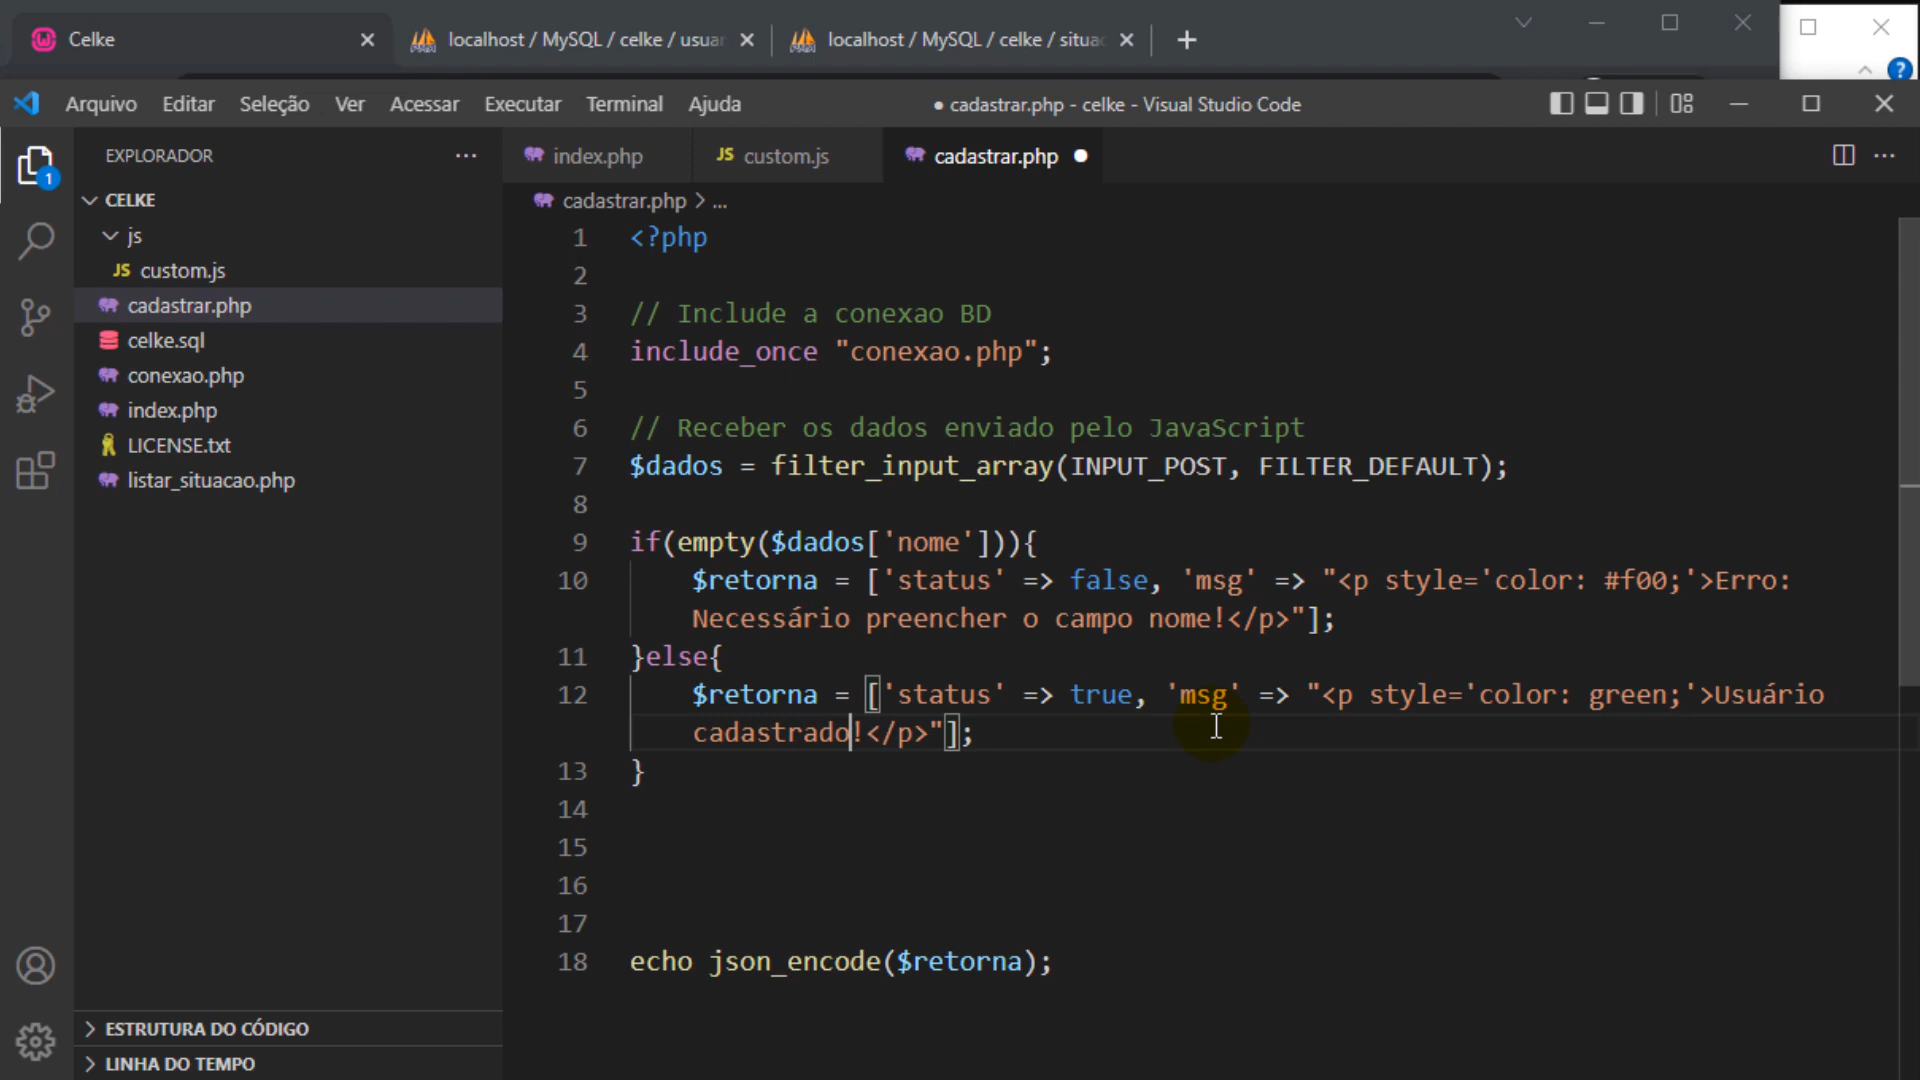 Celke
localhost / MySQL / celke / usuar
localhost / MySQL / celke / situac
Arquivo Editar Seleção Ver Acessar Executar Terminal Ajuda
● cadastrar.php - celke - Visual Studio Code
EXPLORADOR
1
CELKE
js
JS custom.js
cadastrar.php
celke.sql
conexao.php
index.php
LICENSE.txt
listar_situacao.php
ESTRUTURA DO CÓDIGO
LINHA DO TEMPO
index.php
JS custom.js
cadastrar.php
cadastrar.php > ...
1 <?php
2
3 // Include a conexao BD
4 include_once "conexao.php";
5
6 // Receber os dados enviado pelo JavaScript
7 $dados = filter_input_array(INPUT_POST, FILTER_DEFAULT);
8
9 if(empty($dados['nome'])){
10 $retorna = ['status' => false, 'msg' => "<p style='color: #f00;'>Erro:
Necessário preencher o campo nome!</p>"];
11 }else{
12 $retorna = ['status' => true, 'msg' => "<p style='color: green;'>Usuário
cadastrado!</p>"];
13 }
14
15
16
17
18 echo json_encode($retorna);